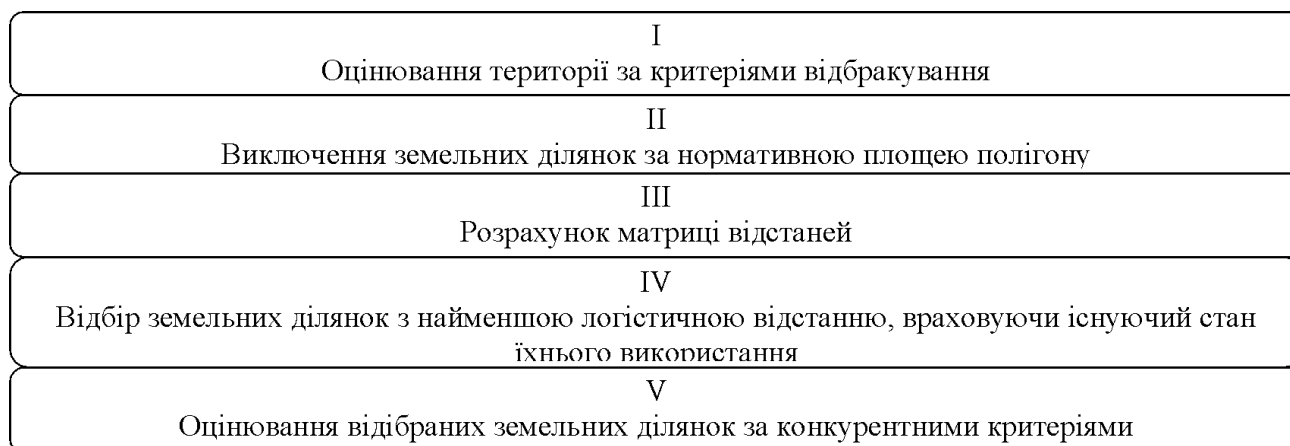 I
Оцінювання території за критеріями відбракування
II
Виключення земельних ділянок за нормативною площею полігону
III
Розрахунок матриці відстаней
IV
Відбір земельних ділянок з найменшою логістичною відстанню, враховуючи існуючий стан
їхнього використання
V
Оцінювання відібраних земельних ділянок за конкурентними критеріями